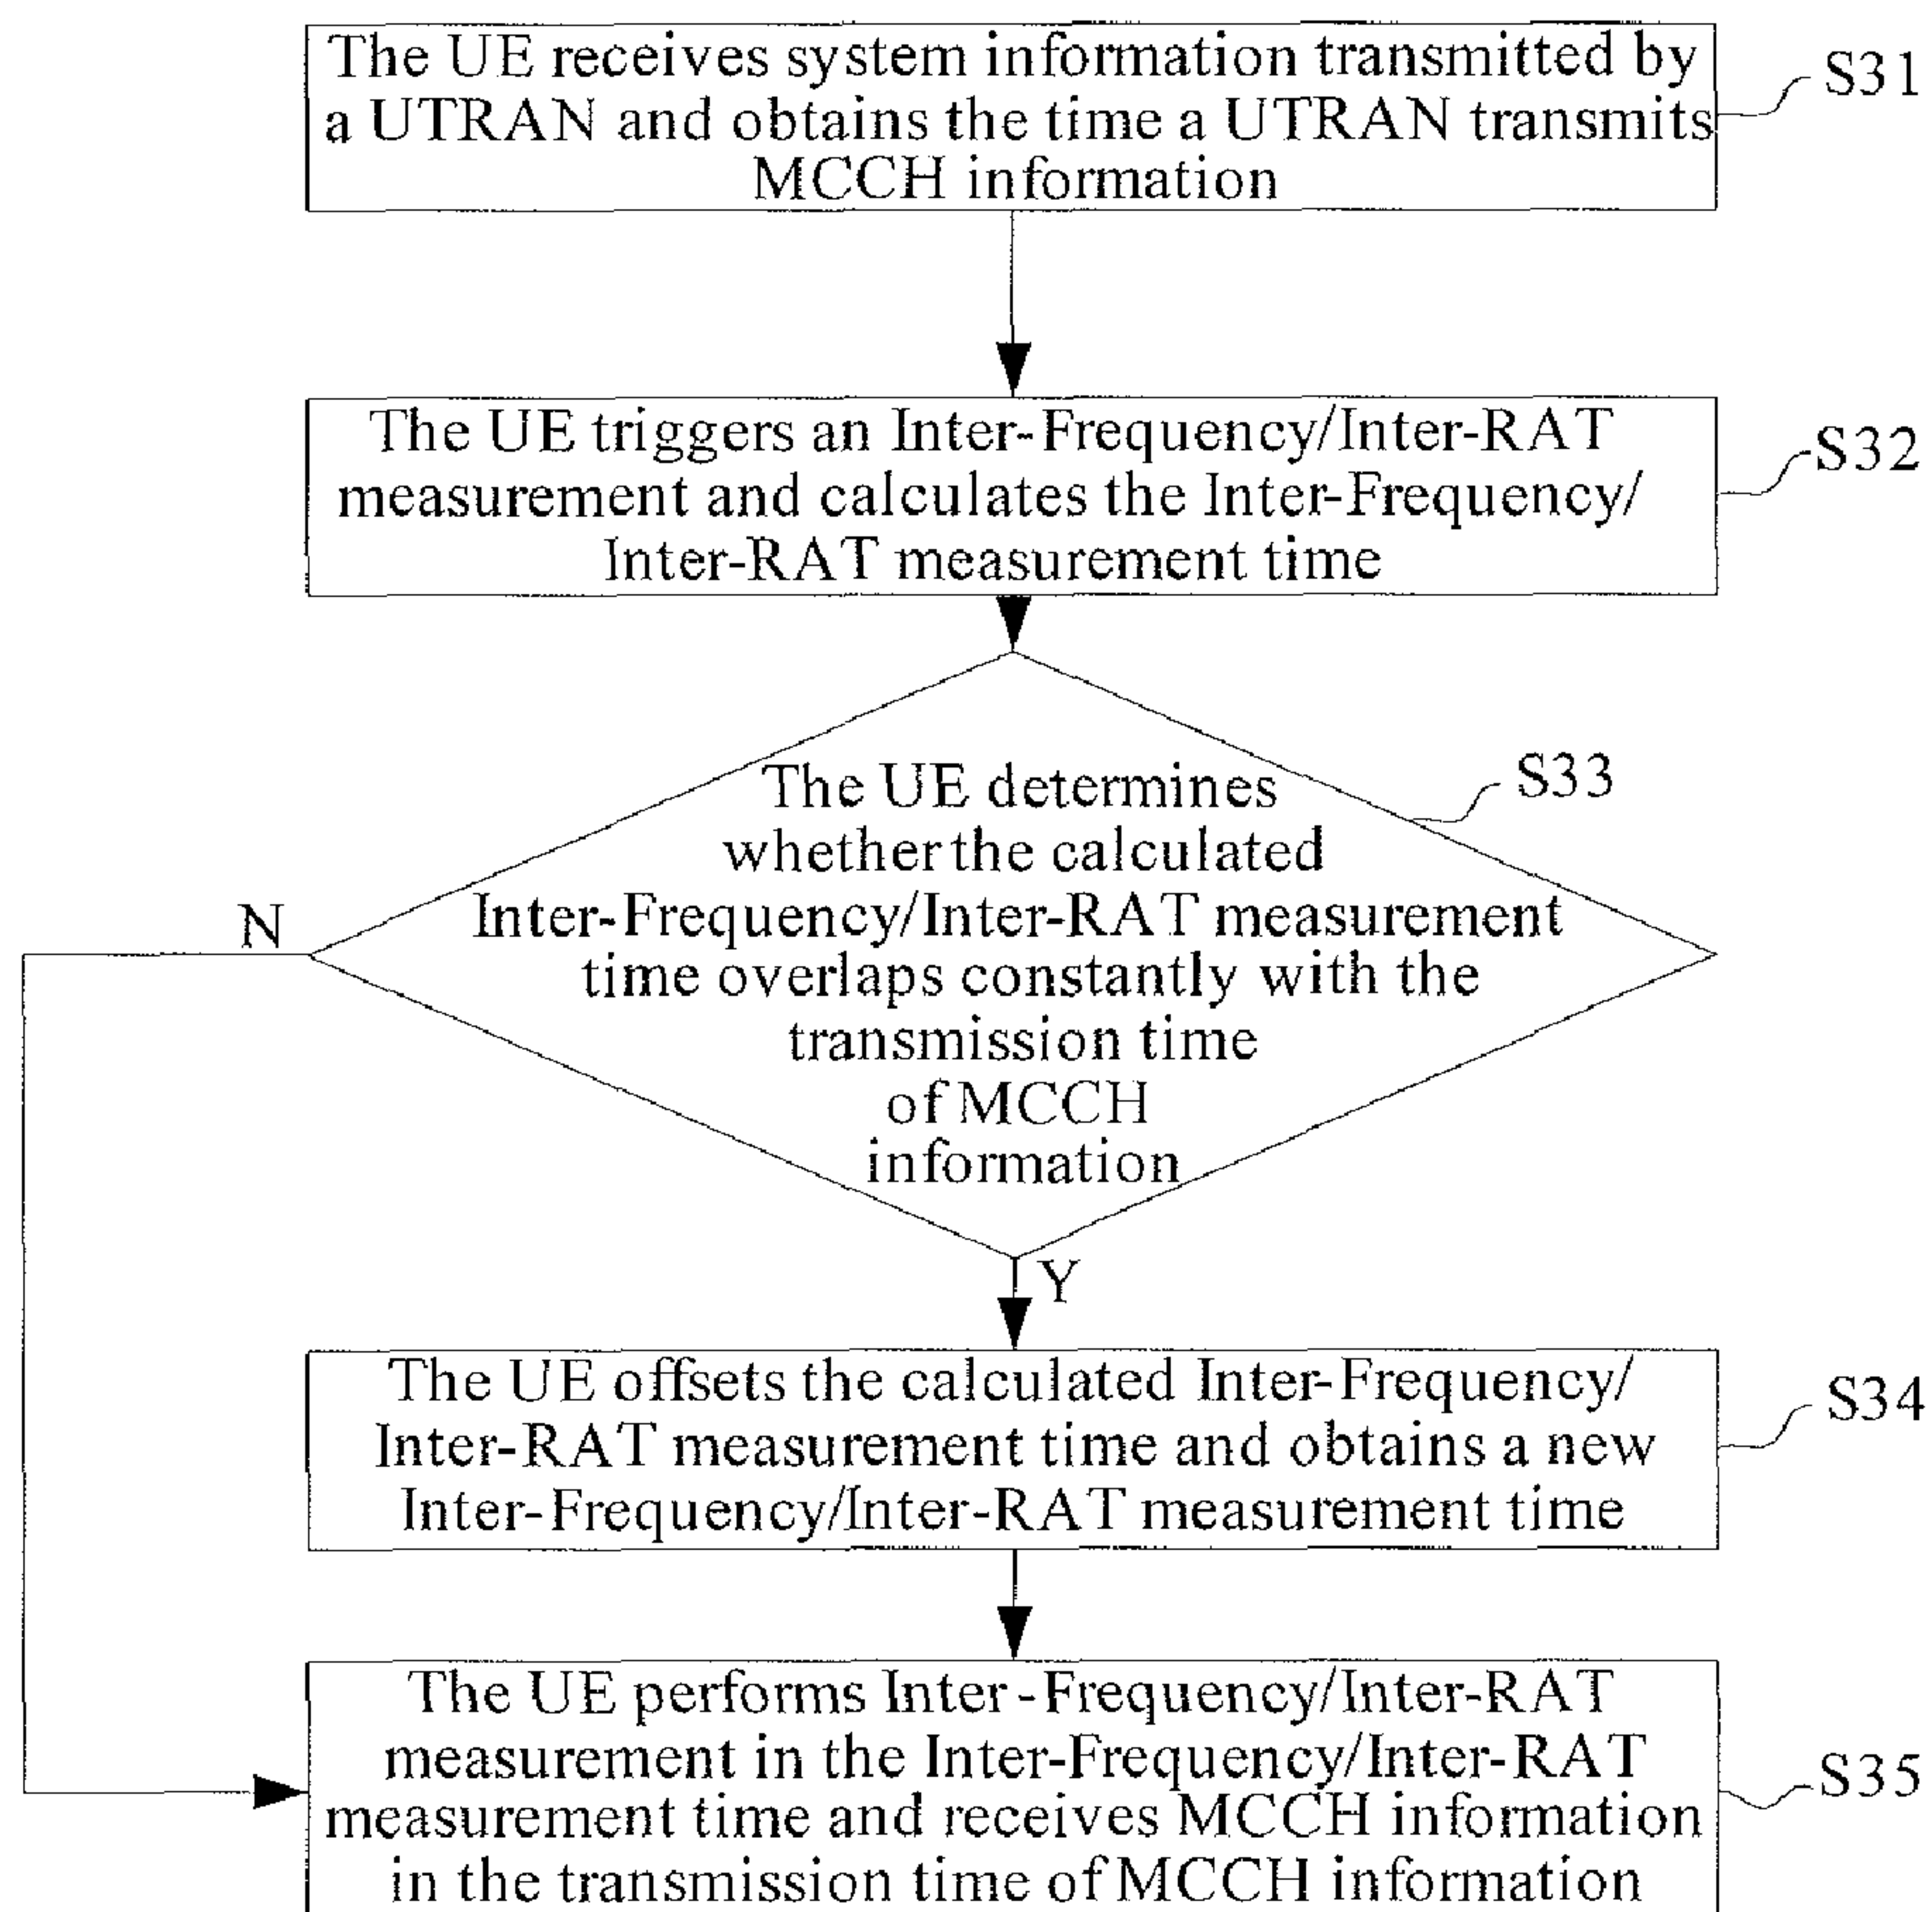 The UE receives system information transmitted by
a UTRAN and obtains the time a UTRAN transmits
MCCH information
S31
The UE triggers an Inter-Frequency/Inter-RAT
measurement and calculates the Inter-Frequency/
Inter-RAT measurement time
S32
The UE determines
whether the calculated
Inter-Frequency/Inter-RAT measurement
time overlaps constantly with the
transmission time
of MCCH
information
S33
N
Y
The UE offsets the calculated Inter-Frequency/
Inter-RAT measurement time and obtains a new
Inter-Frequency/Inter-RAT measurement time
S34
The UE performs Inter-Frequency/Inter-RAT
measurement in the Inter-Frequency/Inter-RAT
measurement time and receives MCCH information
in the transmission time of MCCH information
S35